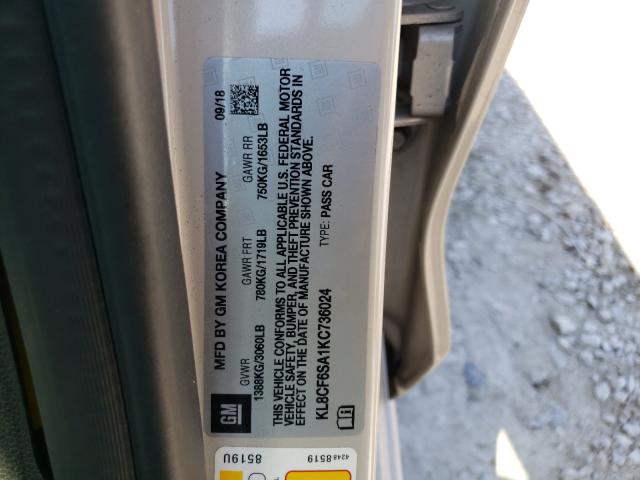 MFD BY GM KOREA COMPANY
09/18
GVWR
GAWR FRT
GAWR RR
1388KG/3060LB
780KG/1719LB
750KG/1653LB
THIS VEHICLE CONFORMS TO ALL APPLICABLE U.S. FEDERAL MOTOR
VEHICLE SAFETY, BUMPER, AND THEFT PREVENTION STANDARDS IN
EFFECT ON THE DATE OF MANUFACTURE SHOWN ABOVE.
KL8CF6SA1KC736024
TYPE: PASS CAR
GM
8519U
4248 8519